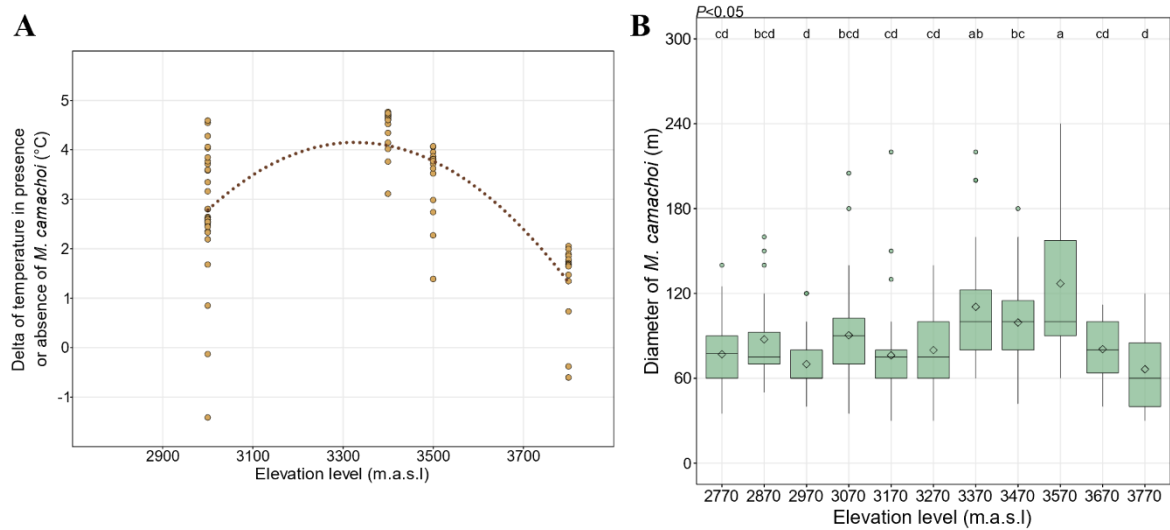 A
Delta of temperature in presence
or absence of M. camachoi (°C)
5
4
3
2
1
0
-1
2900 3100 3300 3500 3700
Elevation level (m.a.s.l)
B
P<0.05
cd bcd d bcd cd cd ab bc a cd d
Diameter of M. camachoi (m)
300
240
180
120
60
0
2770 2870 2970 3070 3170 3270 3370 3470 3570 3670 3770
Elevation level (m.a.s.l)